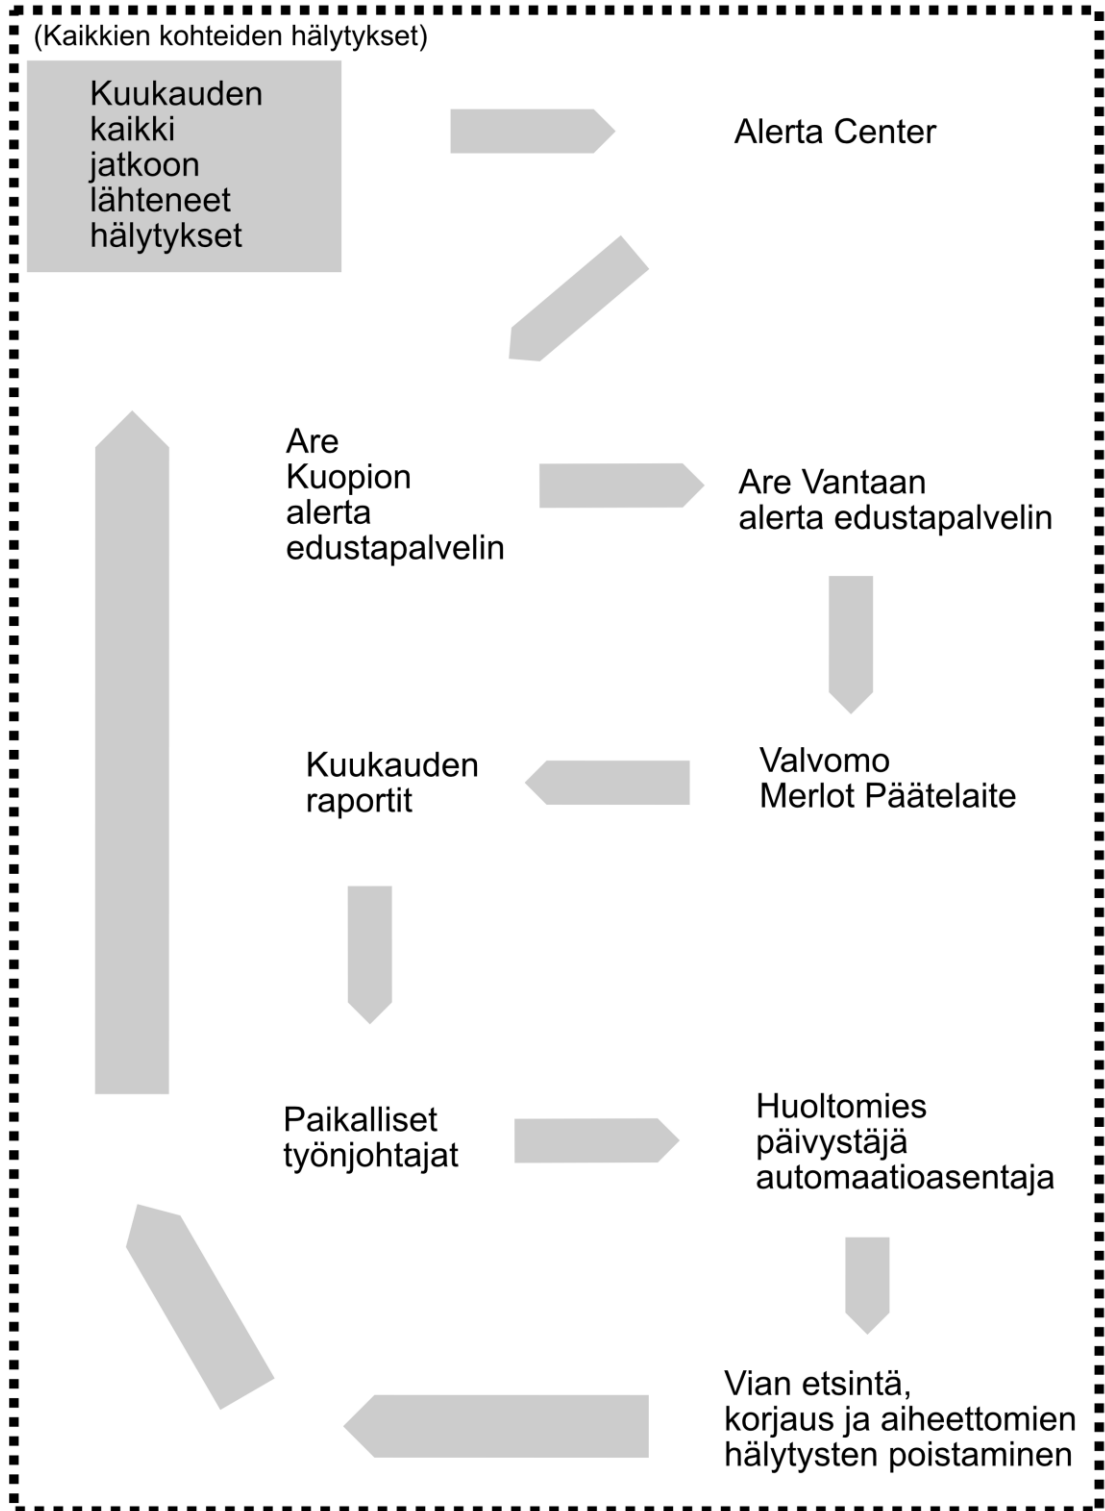 (Kaikkien kohteiden hälytykset)
Kuukauden
kaikki
jatkoon
lähteneet
hälytykset
Alerta Center
Are
Kuopion
alerta
edustapalvelin
Are Vantaan
alerta edustapalvelin
Kuukauden
raportit
Valvomo
Merlot Päätelaite
Paikalliset
työnjohtajat
Huoltomies
päivystäjä
automaatioasentaja
Vian etsintä,
korjaus ja aiheettomien
hälytysten poistaminen